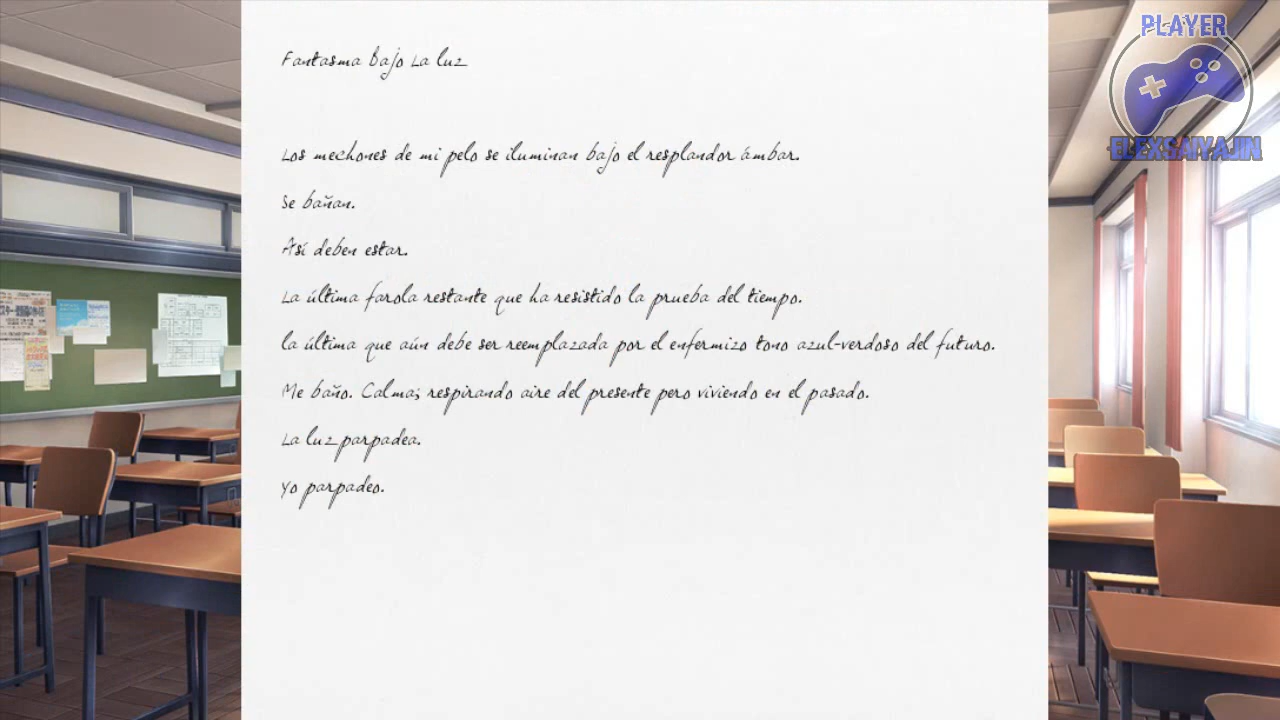 PLAYER
ELEXSAIYAJIN
Fantasma bajo La luz
Los mechones de mi pelo se iluminan bajo el resplandor ámbar.
Se bañan.
Así deben estar.
La última farola restante que ha resistido la prueba del tiempo.
la última que aún debe ser reemplazada por el enfermizo tono azul-verdoso del futuro.
Me baño. Calma; respirando aire del presente pero viviendo en el pasado.
La luz parpadea.
Yo parpadeo.